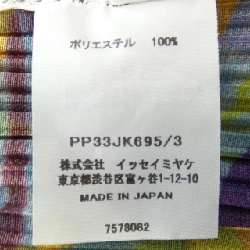 ポリエステル 100%
PP33JK695/3
株式会社 イッセイミヤケ
東京都渋谷区富ヶ谷1-12-10
MADE IN JAPAN
7578082